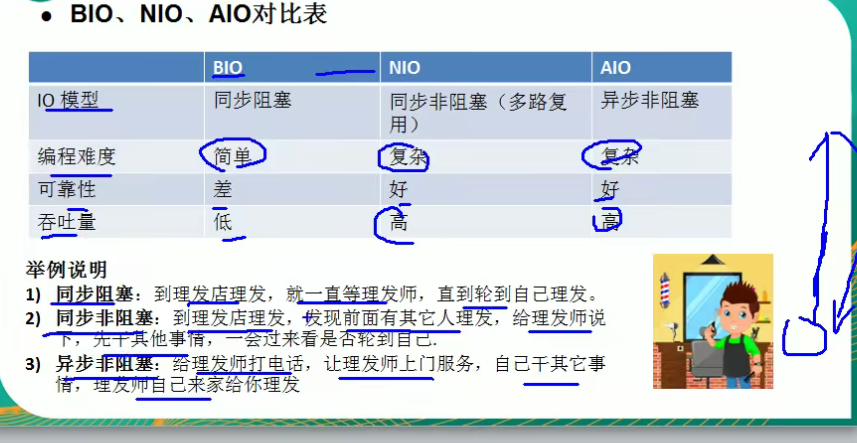 ● BIO、NIO、AIO对比表
BIO NIO AIO
IO 模型 同步阻塞 同步非阻塞（多路复用） 异步非阻塞
编程难度 简单 复杂 复杂
可靠性 差 好 好
吞吐量 低 高 高
举例说明
1) 同步阻塞：到理发店理发，就一直等理发师，直到轮到自己理发。
2) 同步非阻塞：到理发店理发，发现前面有其它人理发，给理发师说
下，先干其他事情，一会过来看是否轮到自己.
3) 异步非阻塞：给理发师打电话，让理发师上门服务，自己干其它事
情，理发师自己来家给你理发